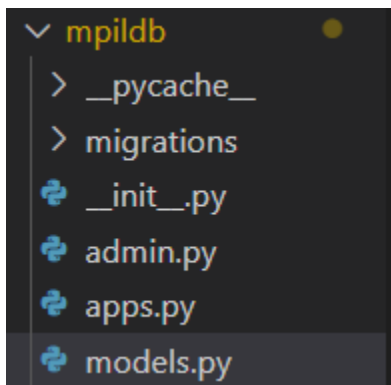 mpildb
__pycache__
migrations
__init__.py
admin.py
apps.py
models.py